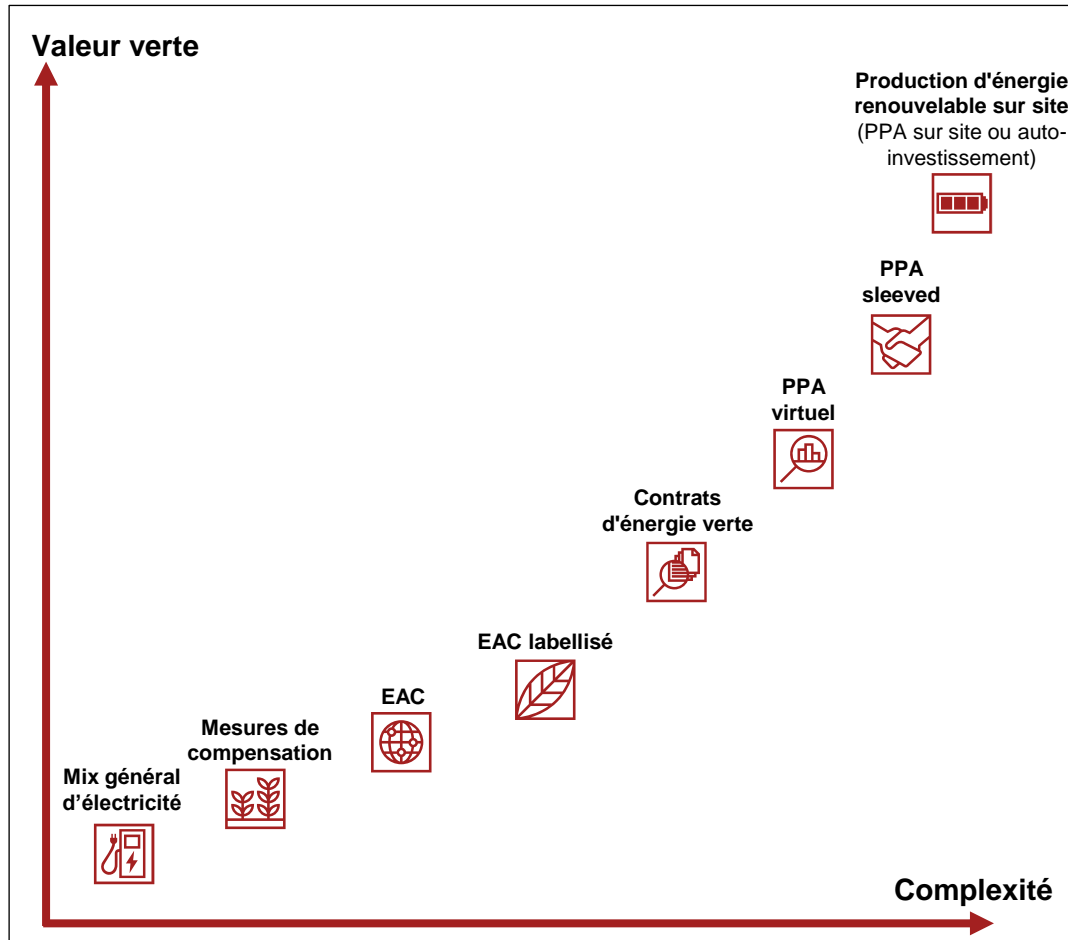 Valeur verte
Production d'énergie
renouvelable sur site
(PPA sur site ou auto-
investissement)
PPA
sleeved
PPA
virtuel
Contrats
d'énergie verte
EAC labellisé
EAC
Mesures de
compensation
Mix général
d’électricité
Complexité